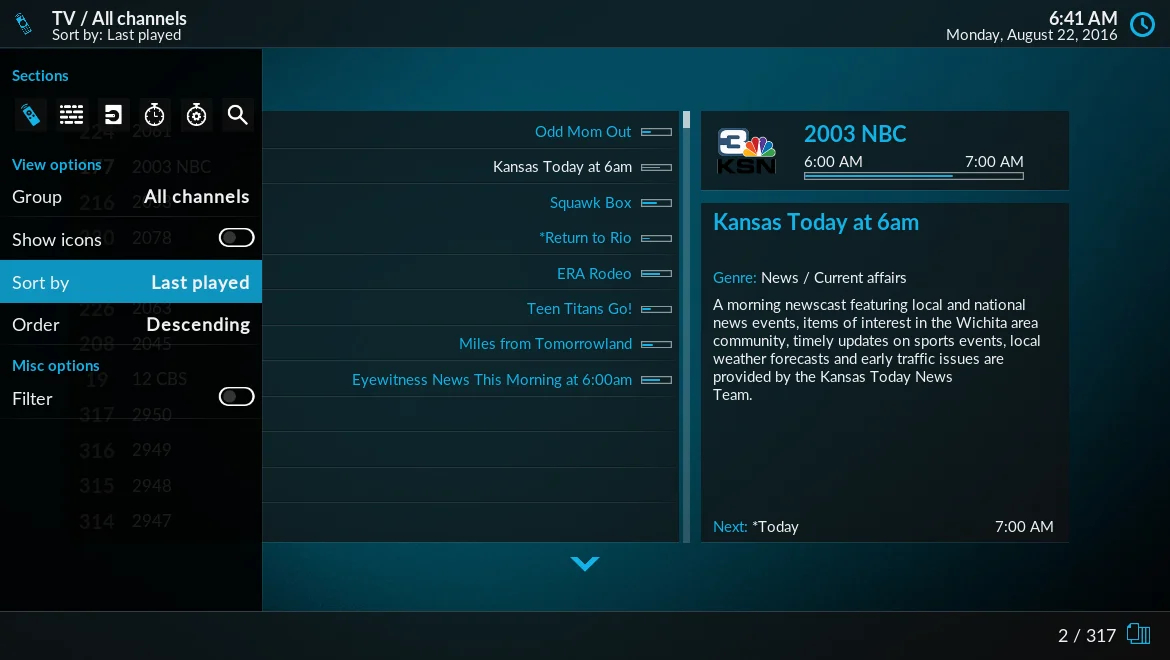 TV / All channels
Sort by: Last played
6:41 AM
Monday, August 22, 2016
Sections
View options
Group All channels
Show icons
Sort by Last played
Order Descending
Misc options
Filter
224 2061
7 2003 NBC
216
2078
226 2063
208 2045
19 12 CBS
317 2950
316 2949
315 2948
314 2947
Odd Mom Out
Kansas Today at 6am
Squawk Box
*Return to Rio
ERA Rodeo
Teen Titans Go!
Miles from Tomorrowland
Eyewitness News This Morning at 6:00am
3
KSN
2003 NBC
6:00 AM 7:00 AM
Kansas Today at 6am
Genre: News / Current affairs
A morning newscast featuring local and national
news events, items of interest in the Wichita area
community, timely updates on sports events, local
weather forecasts and early traffic issues are
provided by the Kansas Today News
Team.
Next: *Today 7:00 AM
2 / 317